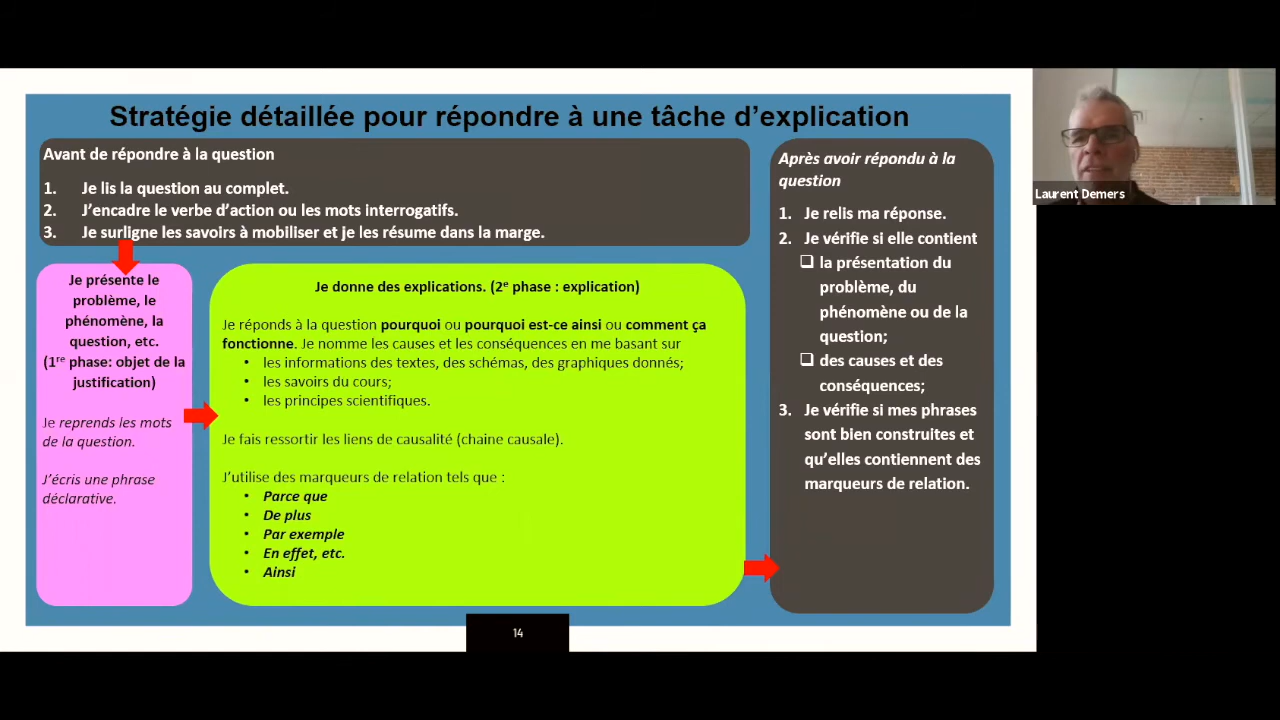 Stratégie détaillée pour répondre à une tâche d'explication
Avant de répondre à la question
1. Je lis la question au complet.
2. J'encadre le verbe d'action ou les mots interrogatifs.
3. Je surligne les savoirs à mobiliser et je les résume dans la marge.
Je présente le
problème, le
phénomène, la
question, etc.
(1re phase: objet de la
justification)
Je reprends les mots
de la question.
J'écris une phrase
déclarative.
Je donne des explications. (2e phase : explication)
Je réponds à la question pourquoi ou pourquoi est-ce ainsi ou comment ça
fonctionne. Je nomme les causes et les conséquences en me basant sur
• les informations des textes, des schémas, des graphiques donnés;
• les savoirs du cours;
• les principes scientifiques.
Je fais ressortir les liens de causalité (chaine causale).
J'utilise des marqueurs de relation tels que :
• Parce que
• De plus
• Par exemple
• En effet, etc.
• Ainsi
Après avoir répondu à la
question
1. Je relis ma réponse.
2. Je vérifie si elle contient
❑ la présentation du
problème, du
phénomène ou de la
question;
❑ des causes et des
conséquences;
3. Je vérifie si mes phrases
sont bien construites et
qu'elles contiennent des
marqueurs de relation.
14
Laurent Demers